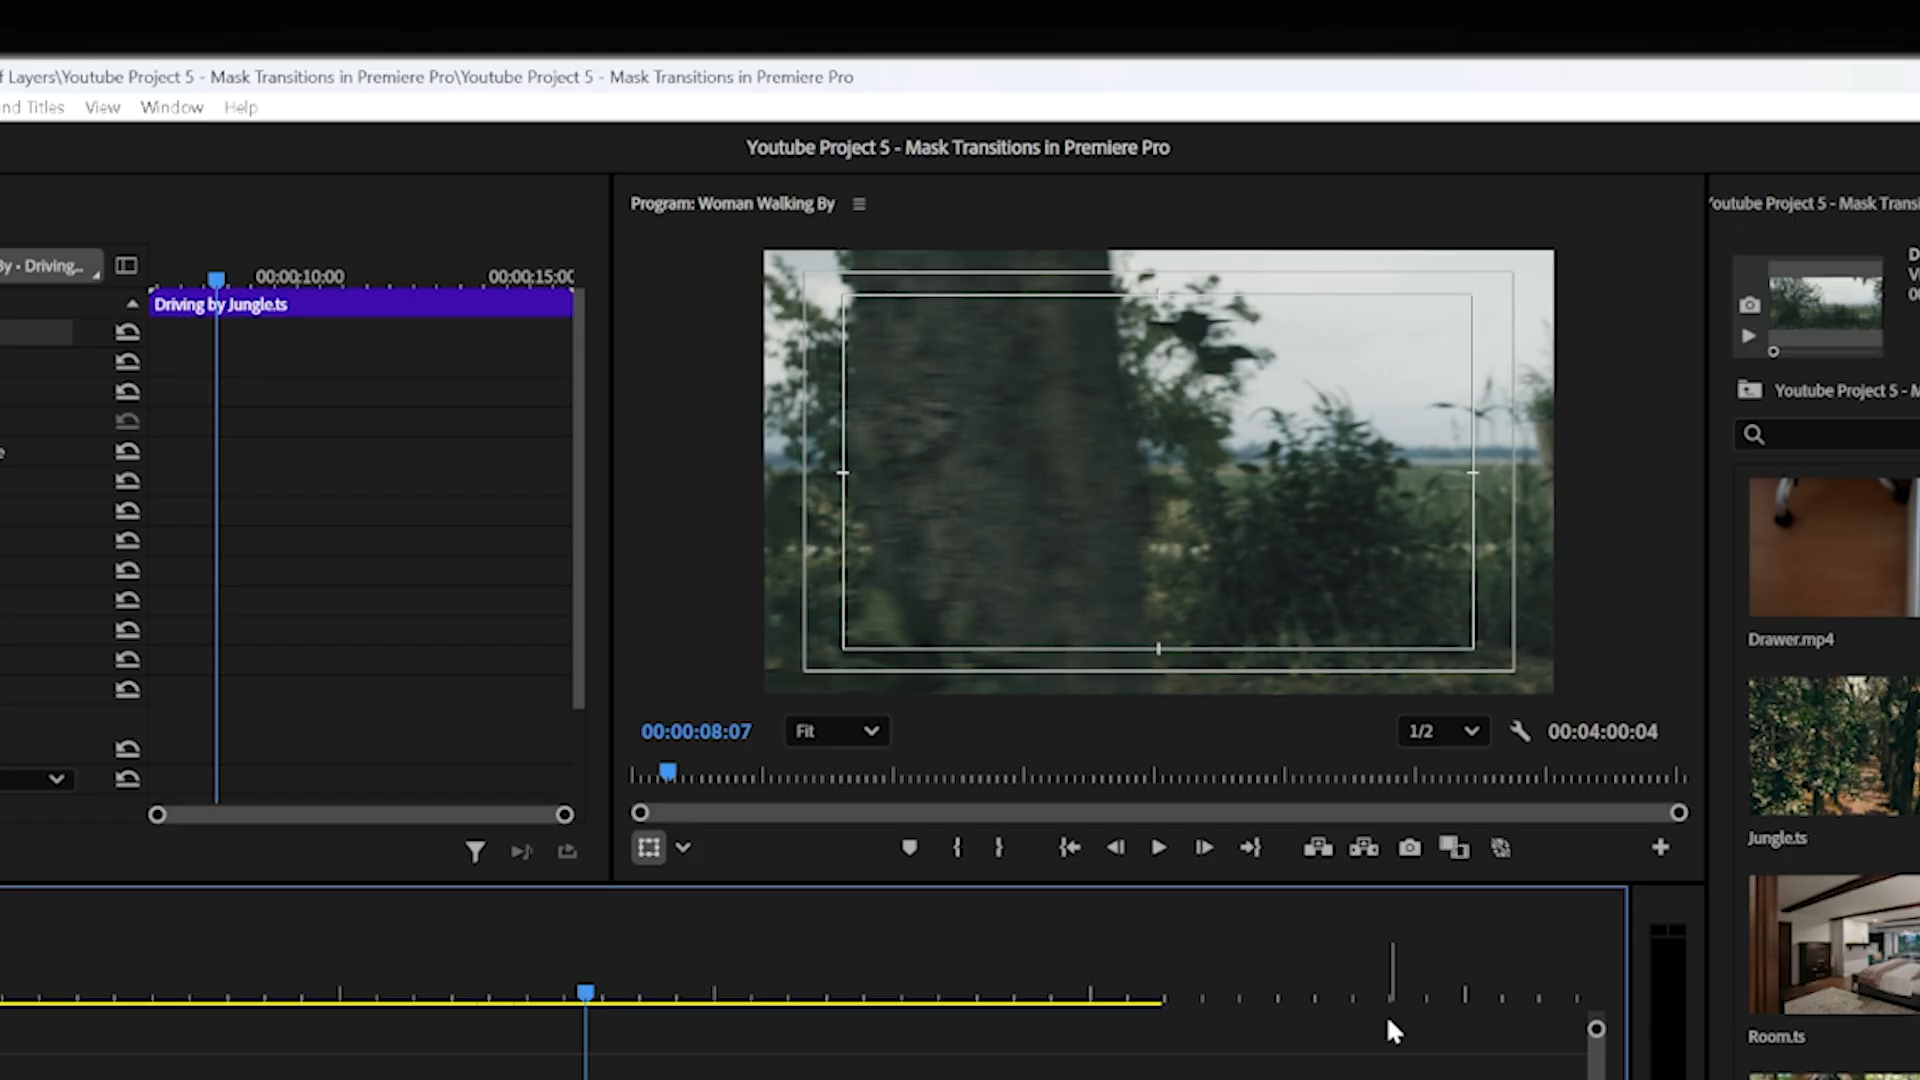 f Layers\Youtube Project 5 - Mask Transitions in Premiere Pro\Youtube Project 5 - Mask Transitions in Premiere Pro
nd Titles View Window Help
Youtube Project 5 - Mask Transitions in Premiere Pro
Program: Woman Walking By
outube Project 5 - Mask Transi
By • Driving...
00:00:10:00 00:00:15:00
Driving by Jungle.ts
Youtube Project 5 - M
Drawer.mp4
00:00:08:07 Fit 1/2 00:04:00:04
Jungle.ts
Room.ts